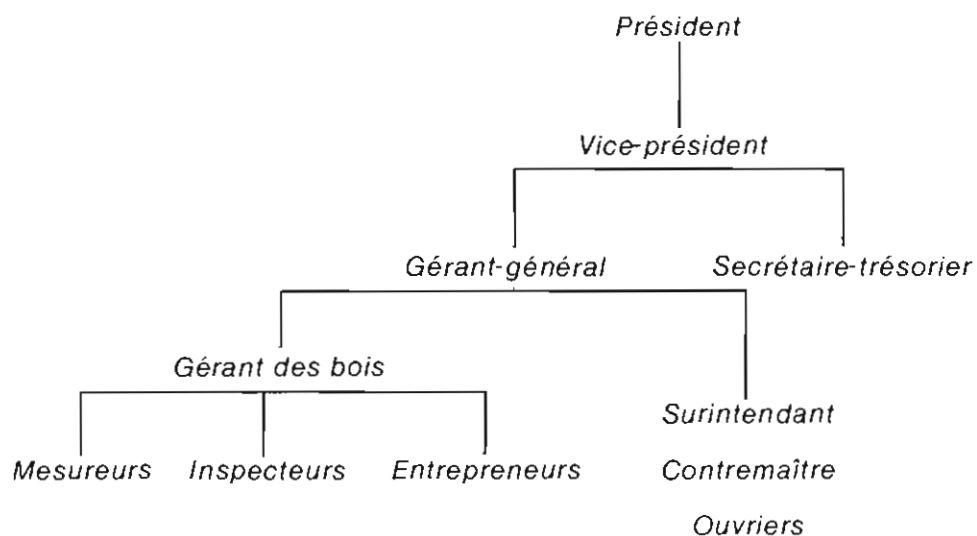 Président
Vice-président
Gérant-général Secrétaire-trésorier
Gérant des bois
Surintendant
Mesureurs Inspecteurs Entrepreneurs Contremaître
Ouvriers